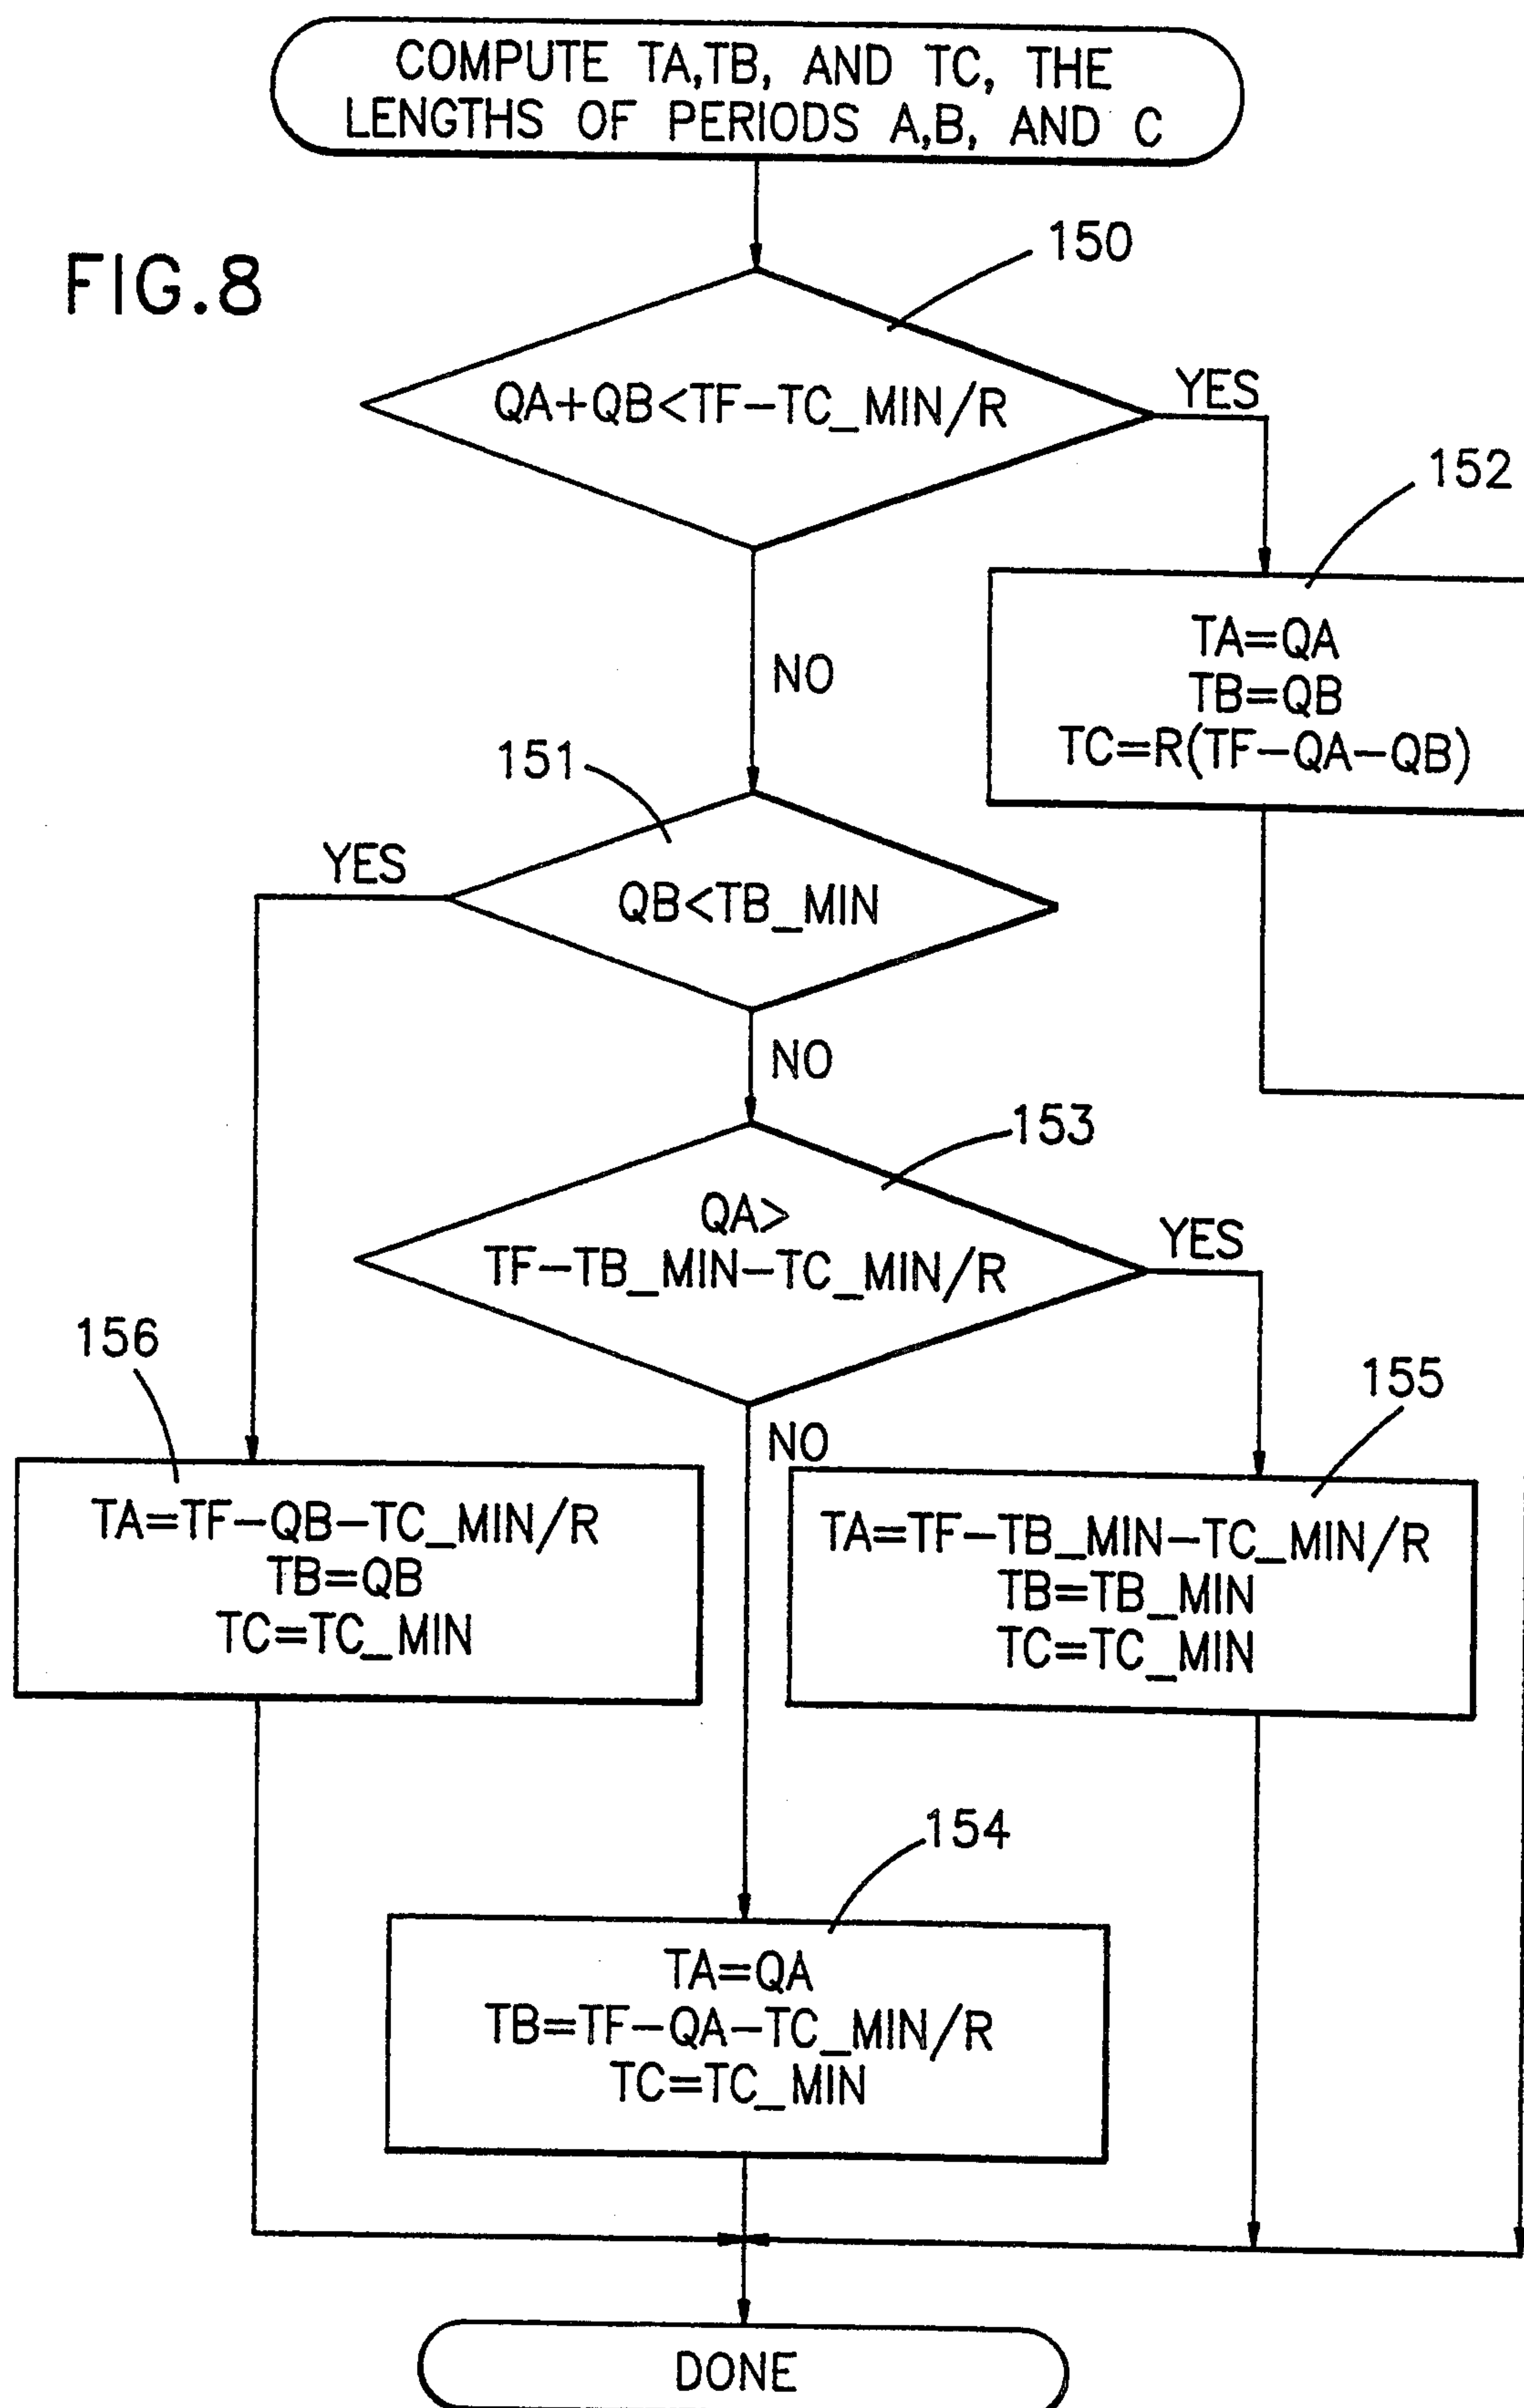 COMPUTE TA,TB, AND TC, THE
LENGTHS OF PERIODS A,B, AND C
FIG.8
150
QA+QB<TF-TC_MIN/R
YES
152
NO
TA=QA
TB=QB
TC=R(TF-QA-QB)
151
YES
QB<TB_MIN
NO
153
QA>
TF-TB_MIN-TC_MIN/R
YES
156
155
NO
TA=TF-QB-TC_MIN/R
TB=QB
TC=TC_MIN
TA=TF-TB_MIN-TC_MIN/R
TB=TB_MIN
TC=TC_MIN
154
TA=QA
TB=TF-QA-TC_MIN/R
TC=TC_MIN
DONE